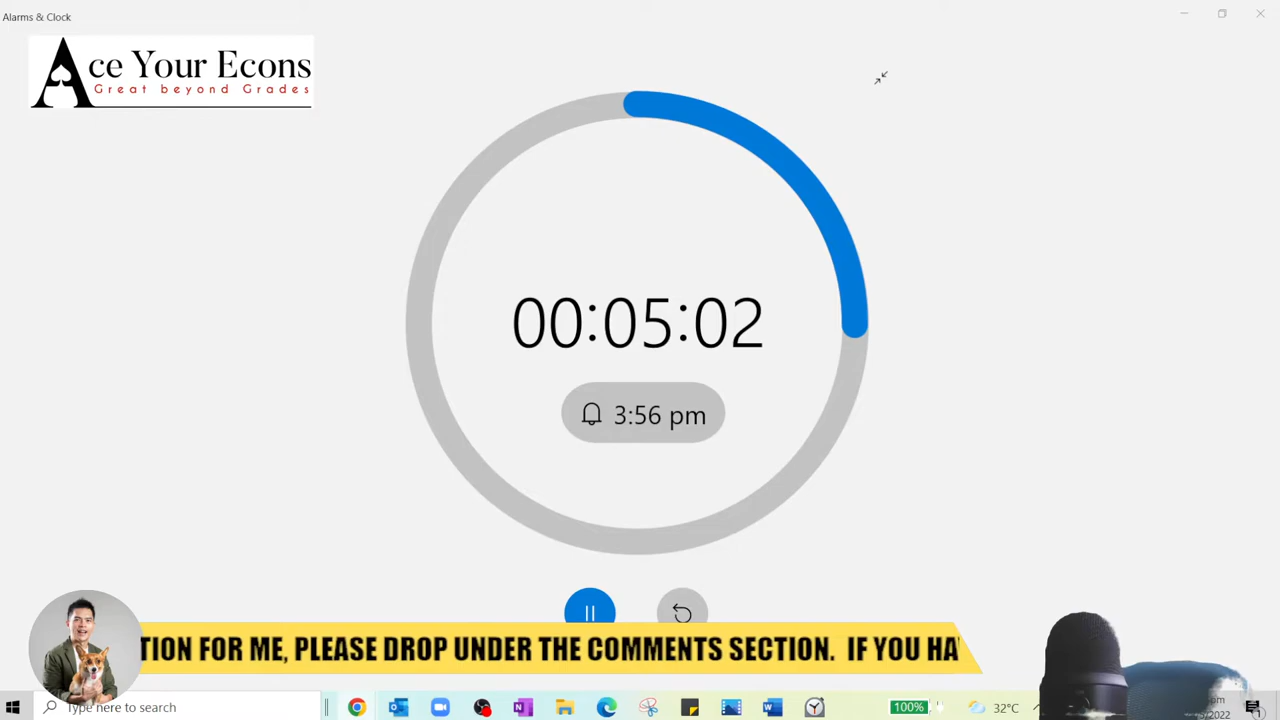 Alarms & Clock
Ace Your Econs
Great beyond Grades
00:05:02
3:56 pm
TION FOR ME, PLEASE DROP UNDER THE COMMENTS SECTION. IF YOU HA
Type here to search
100%
32°C